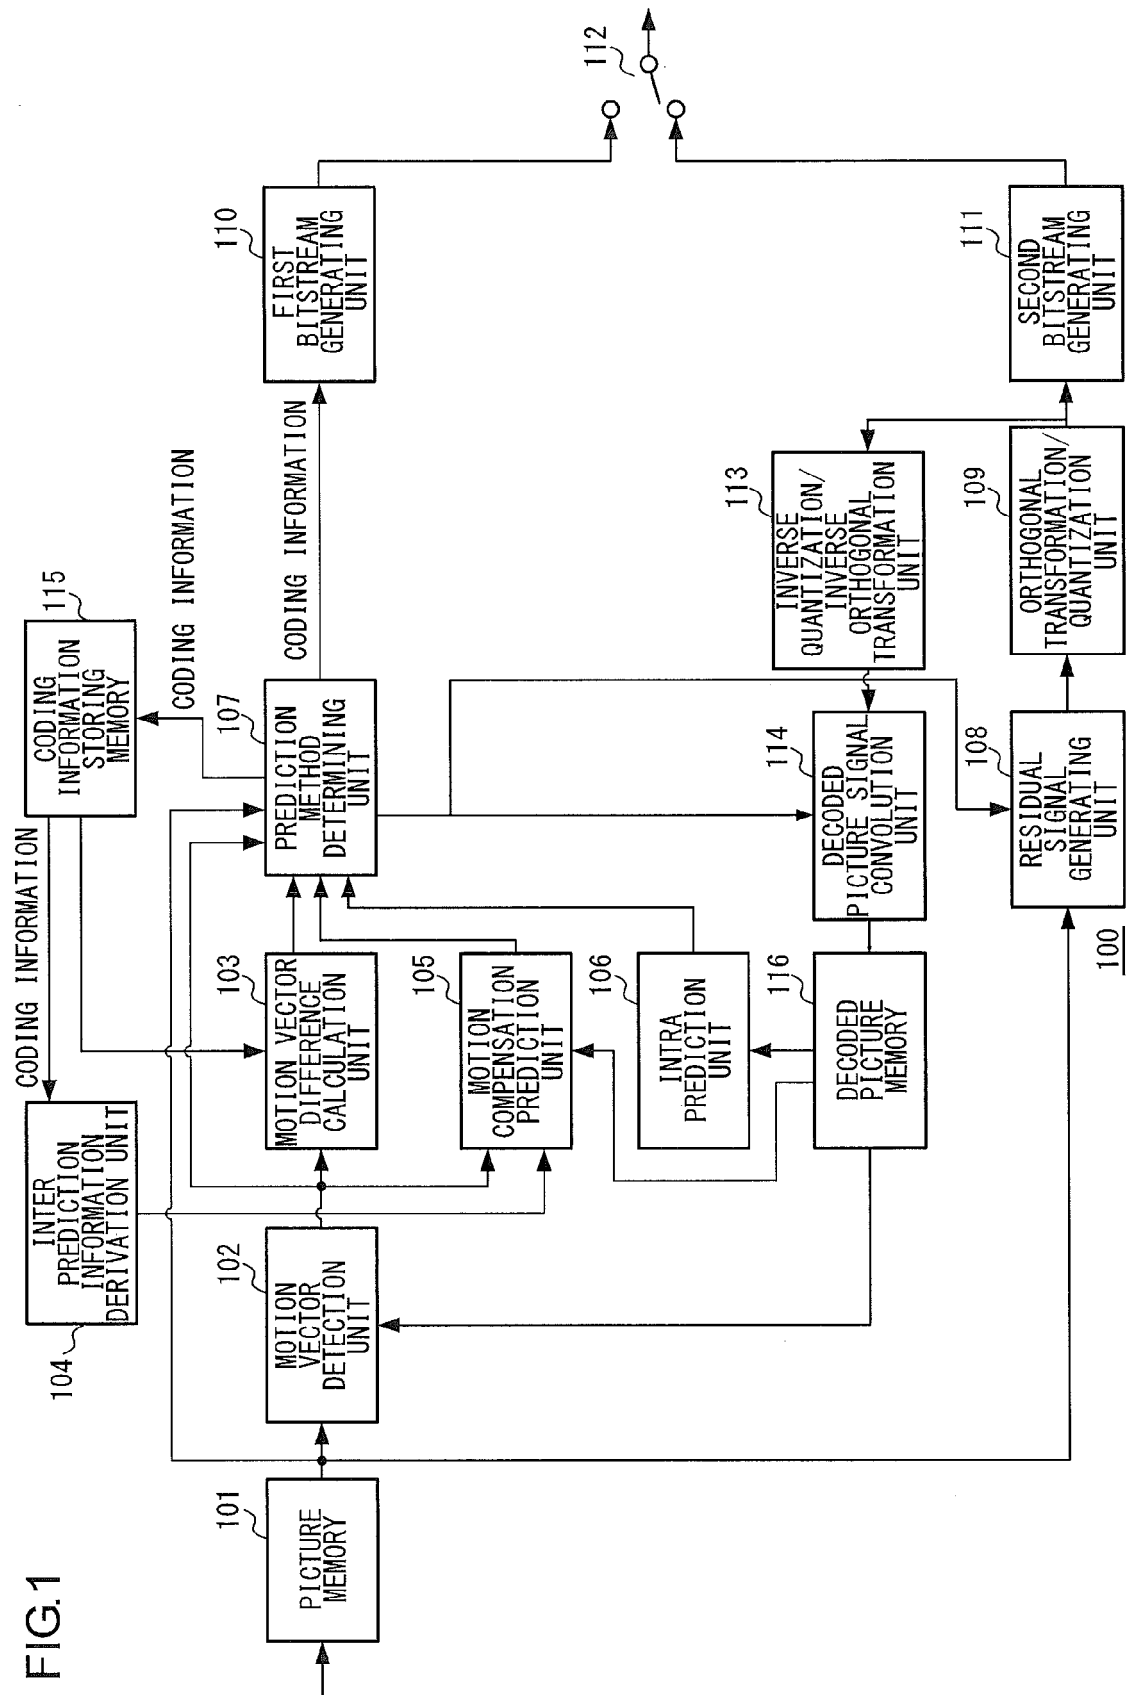 FIG.1
101
PICTURE
MEMORY
102
MOTION
VECTOR
DETECTION
UNIT
104
INTER
PREDICTION
INFORMATION
DERIVATION UNIT
CODING INFORMATION
103
MOTION VECTOR
DIFFERENCE
CALCULATION
UNIT
105
MOTION
COMPENSATION
PREDICTION
UNIT
106
INTRA
PREDICTION
UNIT
116
DECODED
PICTURE
MEMORY
115
CODING
INFORMATION
STORING
MEMORY
CODING INFORMATION
107
PREDICTION
METHOD
DETERMINING
UNIT
CODING INFORMATION
114
DECODED
PICTURE SIGNAL
CONVOLUTION
UNIT
108
RESIDUAL
SIGNAL
GENERATING
UNIT
113
INVERSE
QUANTIZATION/
INVERSE
ORTHOGONAL
TRANSFORMATION
UNIT
109
ORTHOGONAL
TRANSFORMATION/
QUANTIZATION
UNIT
110
FIRST
BITSTREAM
GENERATING
UNIT
111
SECOND
BITSTREAM
GENERATING
UNIT
112
100